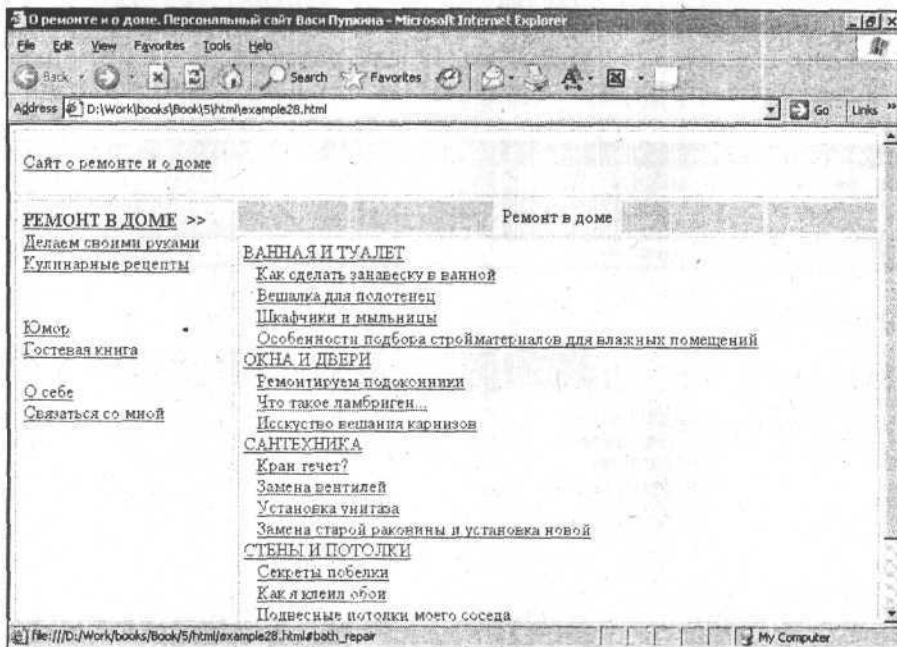 О ремонте и о доме. Персональный сайт Васи Пупкина - Microsoft Internet Explorer
File Edit View Favorites Tools Help
Back Search Favorites
Address D:\Work\books\Book\5\html\example28.html Go Links »
Сайт о ремонте и о доме
РЕМОНТ В ДОМЕ >>
Делаем своими руками
Кулинарные рецепты
Юмор
Гостевая книга
О себе
Связаться со мной
Ремонт в доме
ВАННАЯ И ТУАЛЕТ
Как сделать занавеску в ванной
Вешалка для полотенец
Шкафчики и мыльницы
Особенности подбора стройматериалов для влажных помещений
ОКНА И ДВЕРИ
Ремонтируем подоконники
Что такое ламбриген...
Исскуство вешания карнизов
САНТЕХНИКА
Кран течет?
Замена вентилей
Установка унитаза
Замена старой раковины и установка новой
СТЕНЫ И ПОТОЛКИ
Секреты побелки
Как я клеил обои
Подвесные потолки моего соседа
file:///D:/Work/books/Book/5/html/example28.html#bath_repair My Computer